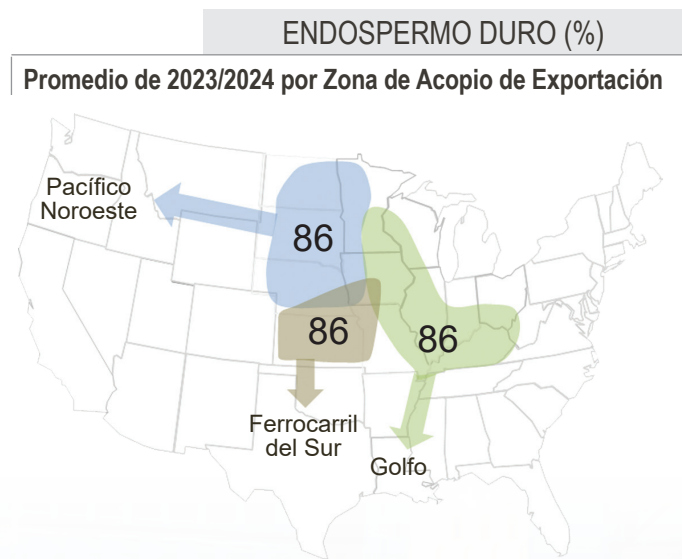 ENDOSPERMO DURO (%)
Promedio de 2023/2024 por Zona de Acopio de Exportación
Pacífico
Noroeste
86
86
86
Ferrocarril
del Sur
Golfo